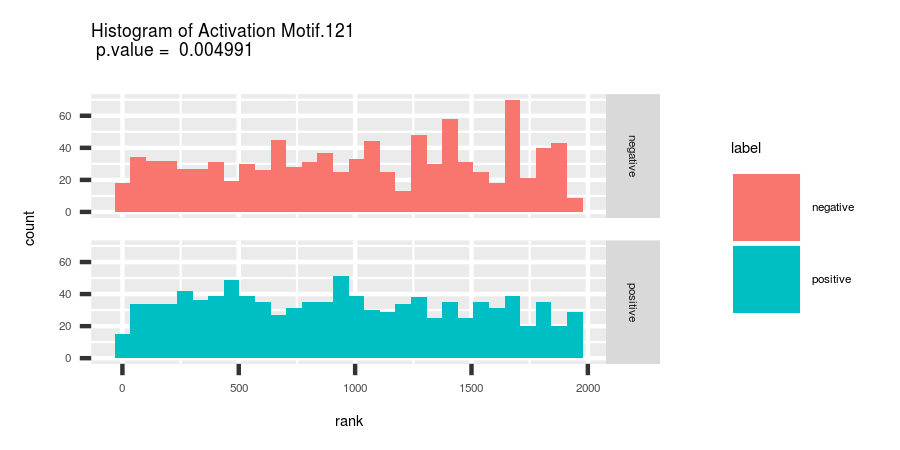 Histogram of Activation Motif.121
p.value =  0.004991
60
40
20
0
negative
count
60
40
20
0
positive
0
500
1000
1500
2000
rank
label
negative
positive